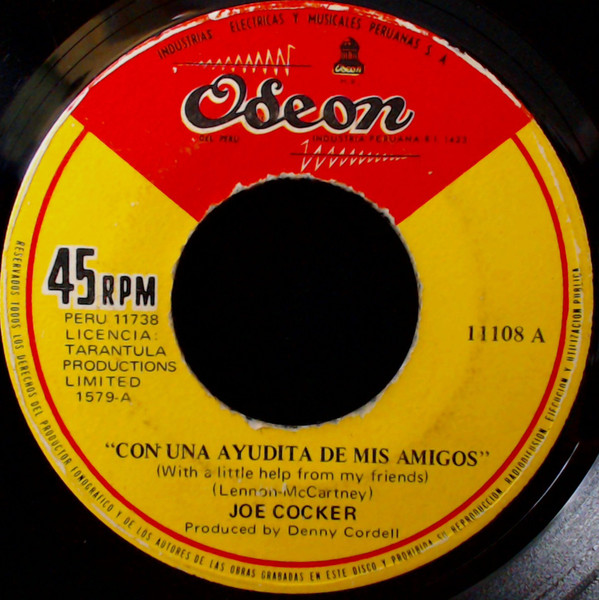 INDUSTRIAS ELECTRICAS Y MUSICALES PERUANAS S. A.
ODEON
Odeon
DEL PERU
INDUSTRIA PERUANA R.I. 1623
45 RPM
PERU 11738
LICENCIA:
TARANTULA
PRODUCTIONS
LIMITED
1579-A
11108 A
"CON UNA AYUDITA DE MIS AMIGOS"
(With a little help from my friends)
(Lennon-McCartney)
JOE COCKER
Produced by Denny Cordell
RESERVADOS TODOS LOS DERECHOS DEL PRODUCTOR FONOGRAFICO Y DE LOS AUTORES DE LAS OBRAS GRABADAS EN ESTE DISCO Y PROHIBIDA SU REPRODUCCION, RADIODIFUSION, EJECUCION Y UTILIZACION PUBLICA